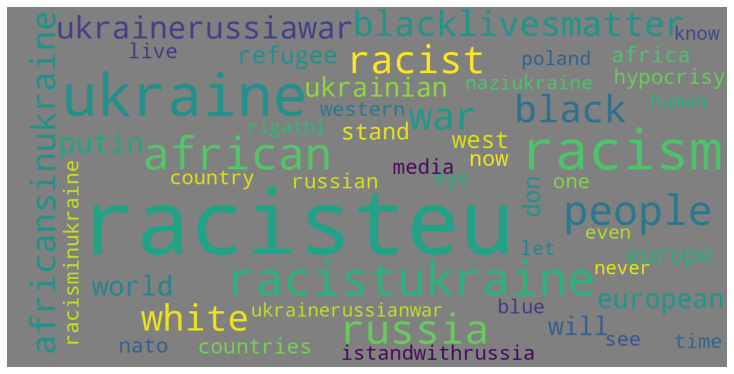 ukrainerussiawar
blacklivesmatter
know
live
refugee
racist
poland
africa
ukraine
ukrainian
naziukraine
hypocrisy
western
war
black
human
africansinukraine
putin
african
rigathi
stand
west
racism
media
now
racisminukraine
country
russian
eye
one
don
racisteu
people
even
let
europe
world
racistukraine
never
white
ukrainerussianwar
blue
european
russia
will
see
time
nato
countries
istandwithrussia